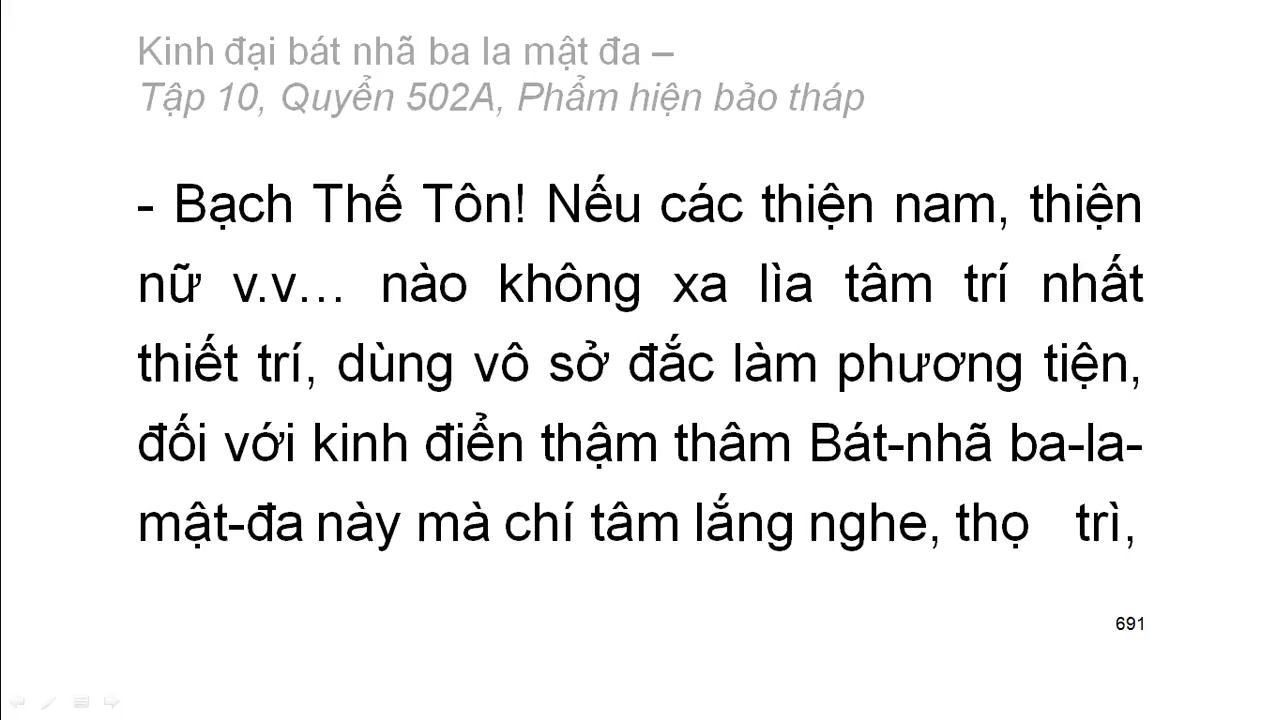 Kinh đại bát nhã ba la mật đa –
Tập 10, Quyển 502A, Phẩm hiện bảo tháp
- Bạch Thế Tôn! Nếu các thiện nam, thiện
nữ v.v… nào không xa lìa tâm trí nhất
thiết trí, dùng vô sở đắc làm phương tiện,
đối với kinh điển thậm thâm Bát-nhã ba-la-
mật-đa này mà chí tâm lắng nghe, thọ trì,
691